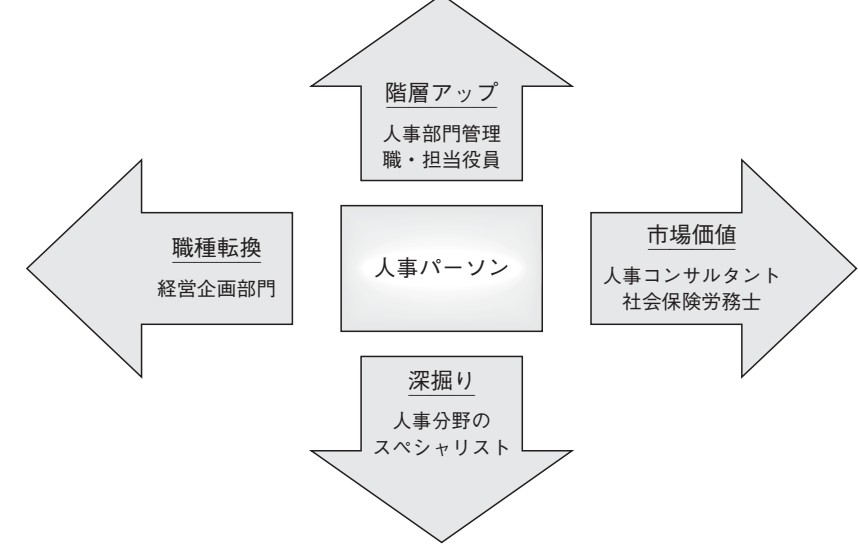 階層アップ
人事部門管理
職・担当役員
職種転換
経営企画部門
人事パーソン
市場価値
人事コンサルタント
社会保険労務士
深掘り
人事分野の
スペシャリスト